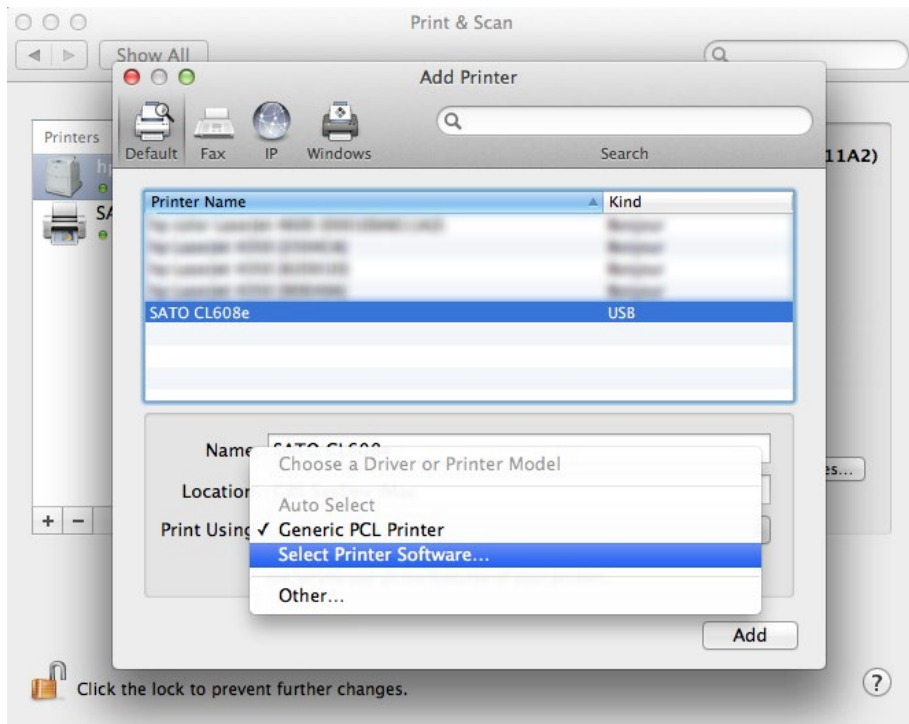 Print & Scan
Show All
Add Printer
Default Fax IP Windows Search
Printers
11A2)
Printer Name Kind
SATO CL608e USB
Name
Choose a Driver or Printer Model
Location
Auto Select
Print Using ✓ Generic PCL Printer
Select Printer Software...
Other...
+ −
Add
Click the lock to prevent further changes.
?